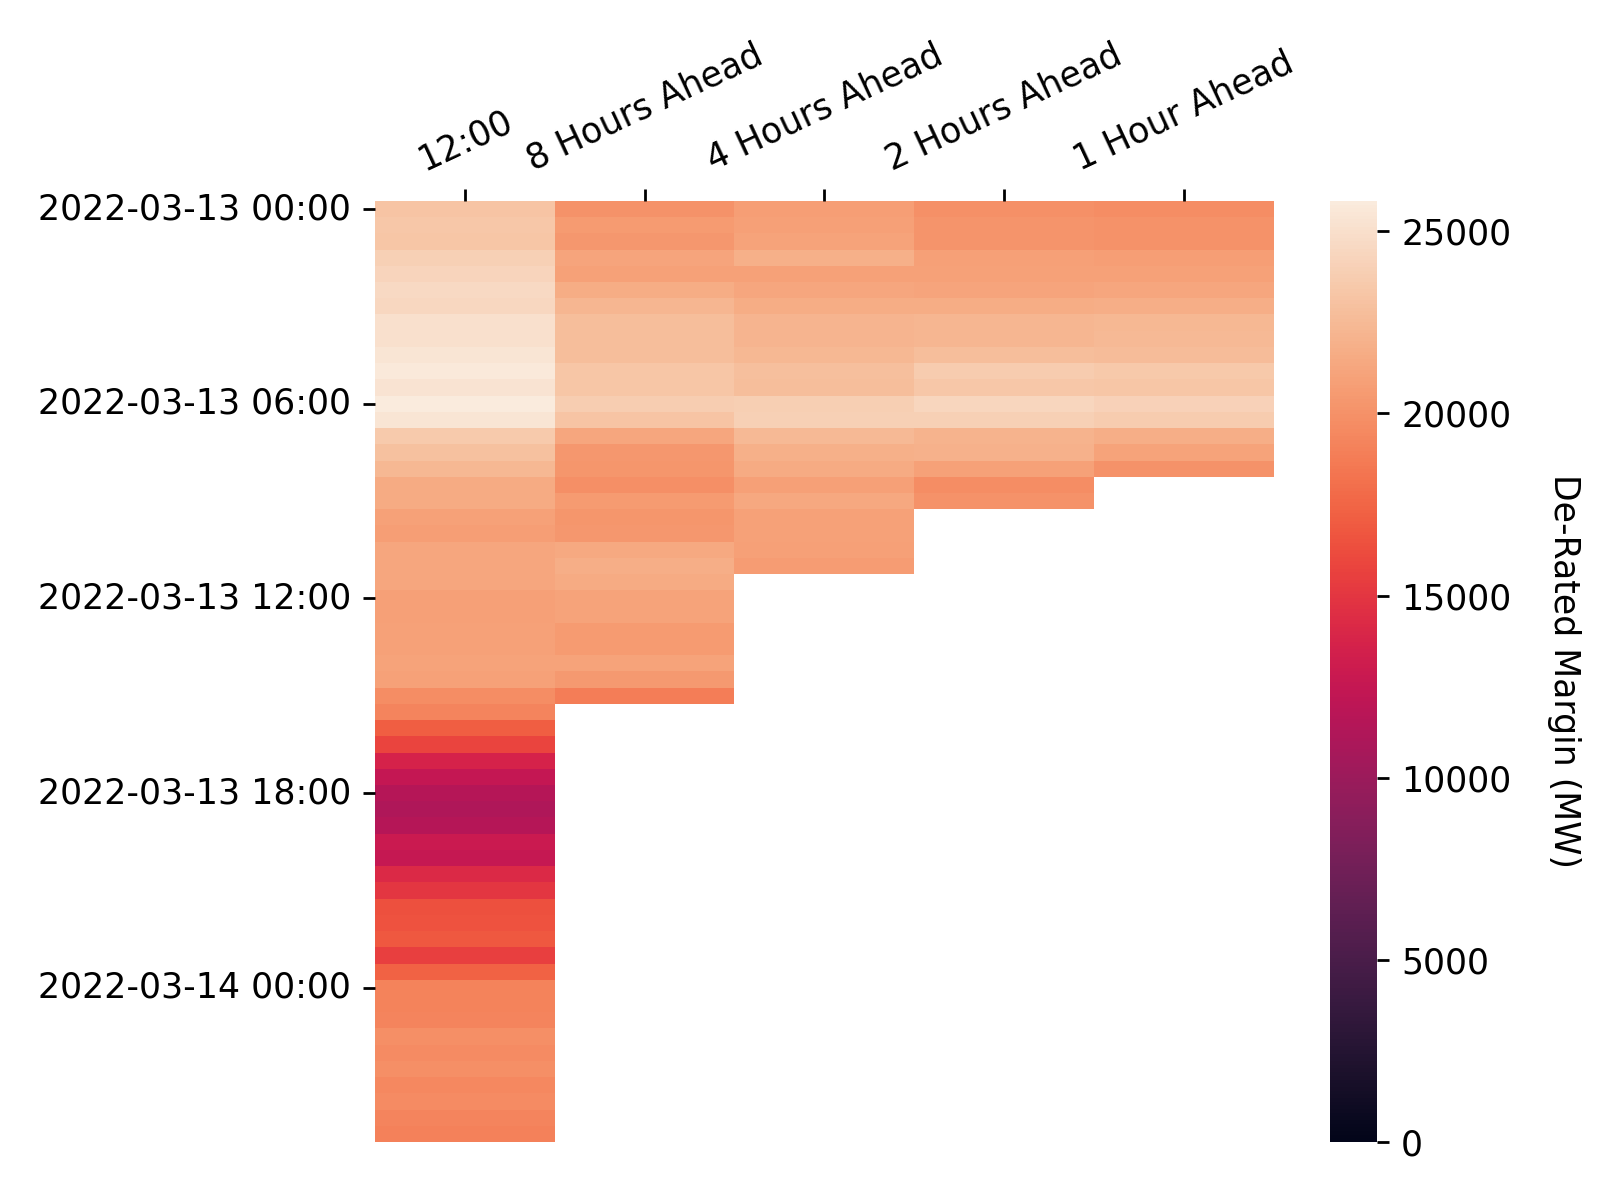 12:00
8 Hours Ahead
4 Hours Ahead
2 Hours Ahead
1 Hour Ahead
2022-03-13 00:00
2022-03-13 06:00
2022-03-13 12:00
2022-03-13 18:00
2022-03-14 00:00
25000
20000
15000
10000
5000
0
De-Rated Margin (MW)